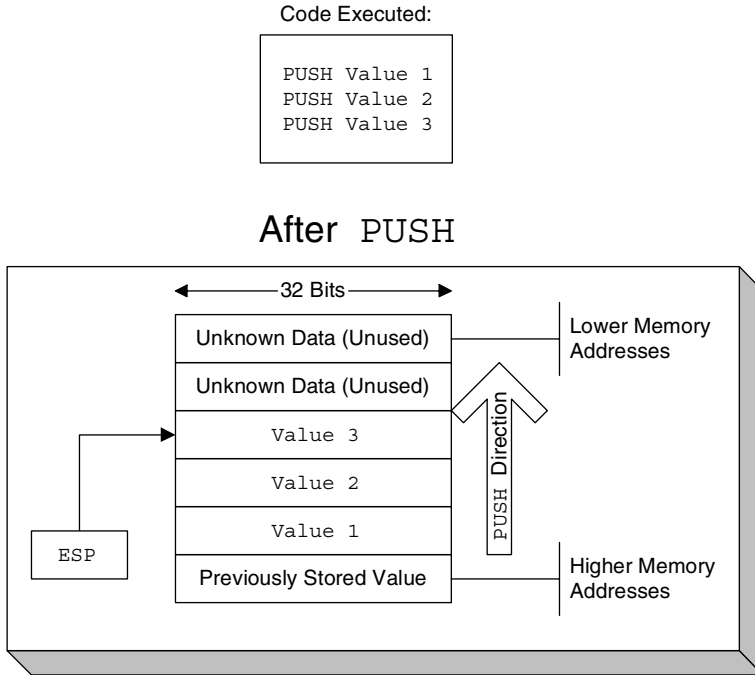 Code Executed:
PUSH Value 1
PUSH Value 2
PUSH Value 3
After PUSH
32 Bits
Unknown Data (Unused)
Lower Memory
Addresses
Unknown Data (Unused)
Value 3
PUSH Direction
Value 2
Value 1
ESP
Previously Stored Value
Higher Memory
Addresses